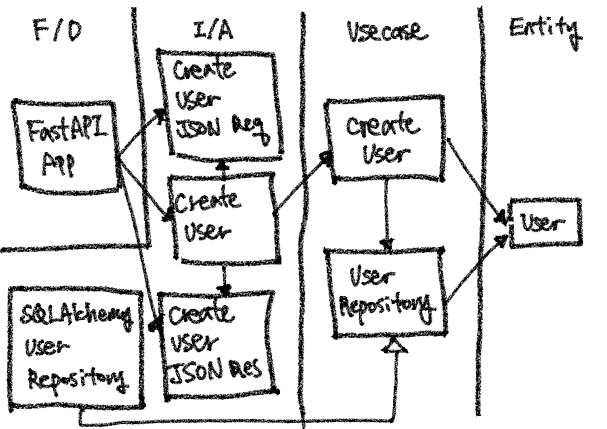 F/D
I/A
Usecase
Entity
FastAPI
App
Create
User
JSON Req
Create
User
Create
User
JSON Res
SQLAlchemy
User
Repository
Create
User
User
Repository
User